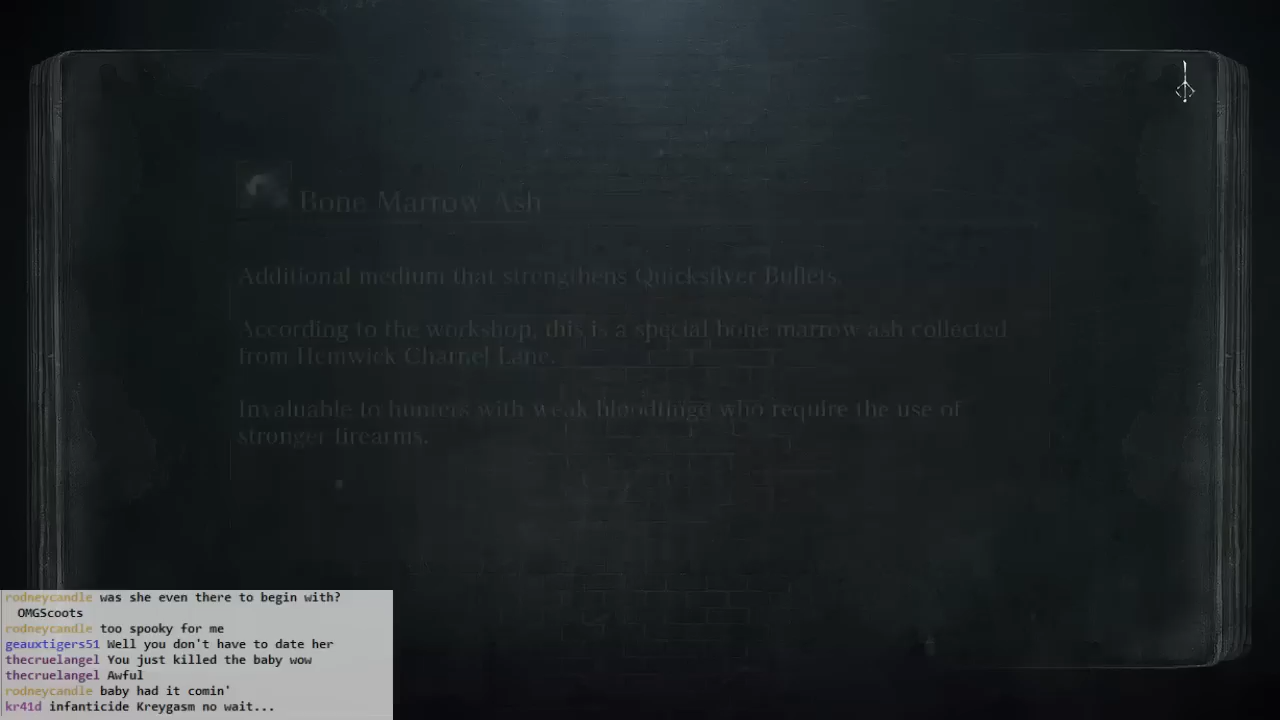 Bone Marrow Ash
Additional medium that strengthens Quicksilver Bullets.
According to the workshop, this is a special bone marrow ash collected
from Hemwick Charnel Lane.
Invaluable to hunters with weak bloodtinge who require the use of
stronger firearms.
rodneycandle was she even there to begin with?
OMGScoots
rodneycandle too spooky for me
geauxtigers51 Well you don't have to date her
thecruelangel You just killed the baby wow
thecruelangel Awful
rodneycandle baby had it comin'
kr41d infanticide Kreygasm no wait...